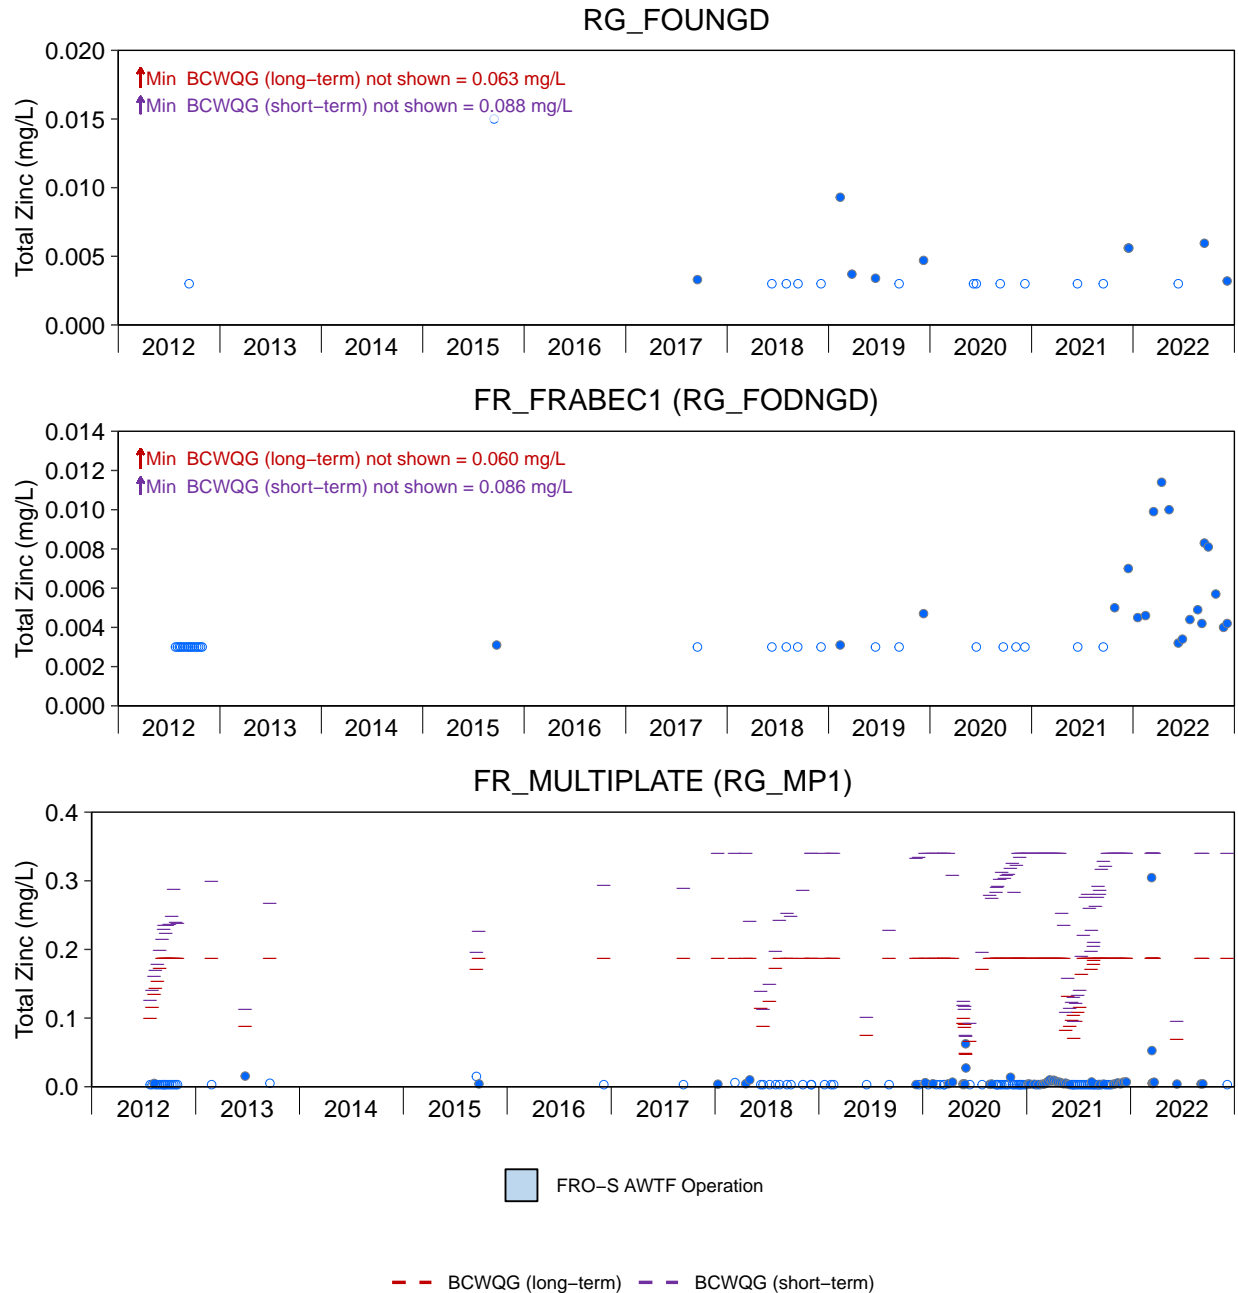 RG_FOUNGD
Total Zinc (mg/L)
0.020
0.015
0.010
0.005
0.000
Min BCWQG (long−term) not shown = 0.063 mg/L
Min BCWQG (short−term) not shown = 0.088 mg/L
2012 2013 2014 2015 2016 2017 2018 2019 2020 2021 2022
FR_FRABEC1 (RG_FODNGD)
Total Zinc (mg/L)
0.014
0.012
0.010
0.008
0.006
0.004
0.002
0.000
Min BCWQG (long−term) not shown = 0.060 mg/L
Min BCWQG (short−term) not shown = 0.086 mg/L
2012 2013 2014 2015 2016 2017 2018 2019 2020 2021 2022
FR_MULTIPLATE (RG_MP1)
Total Zinc (mg/L)
0.4
0.3
0.2
0.1
0.0
2012 2013 2014 2015 2016 2017 2018 2019 2020 2021 2022
FRO−S AWTF Operation
BCWQG (long−term) BCWQG (short−term)